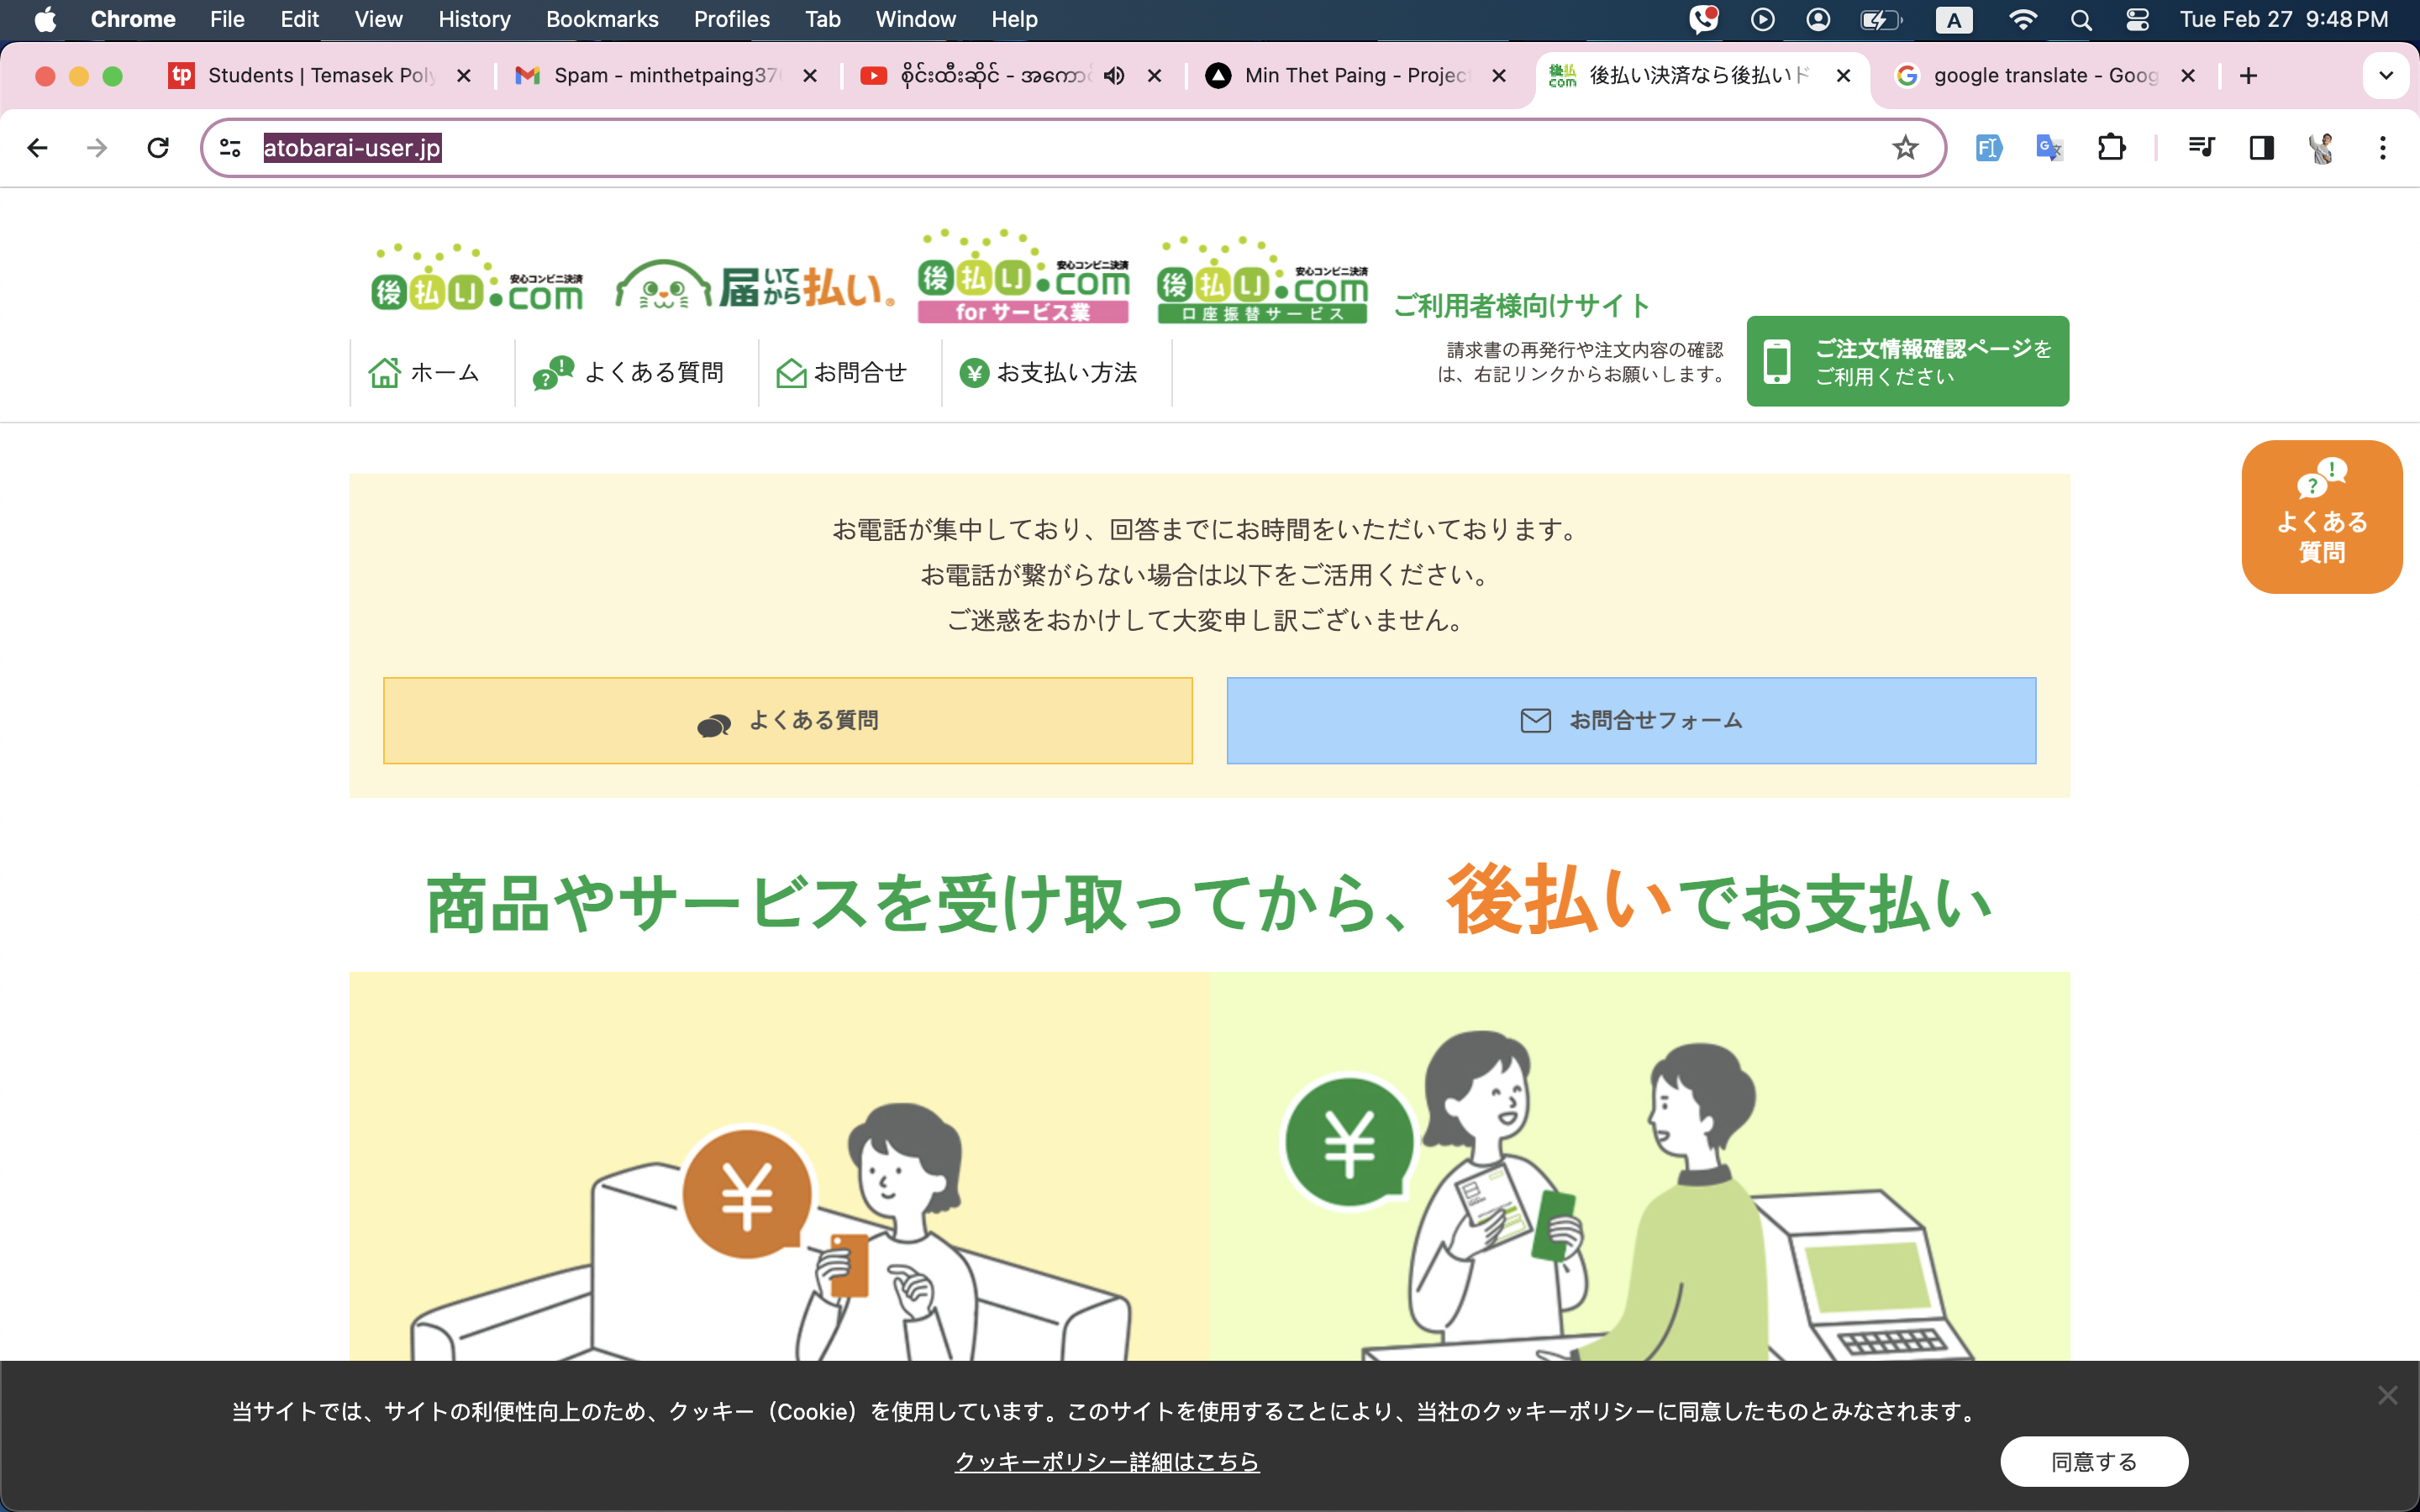 Chrome File Edit View History Bookmarks Profiles Tab Window Help A Tue Feb 27 9:48 PM
tp Students | Temasek Poly Spam - minthetpaing37 စိုင်းထီးဆိုင် - အကောင် Min Thet Paing - Project 後払い決済なら後払いド google translate - Goog
atobarai-user.jp
後払い.com 安心コンビニ決済
届いてから払い。
後払い.com 安心コンビニ決済
for サービス業
後払い.com 安心コンビニ決済
口座振替サービス
ご利用者様向けサイト
ホーム よくある質問 お問合せ ¥ お支払い方法
請求書の再発行や注文内容の確認
は、右記リンクからお願いします。
ご注文情報確認ページを
ご利用ください
よくある
質問
お電話が集中しており、回答までにお時間をいただいております。
お電話が繋がらない場合は以下をご活用ください。
ご迷惑をおかけして大変申し訳ございません。
よくある質問 お問合せフォーム
商品やサービスを受け取ってから、後払いでお支払い
¥ ¥
当サイトでは、サイトの利便性向上のため、クッキー（Cookie）を使用しています。このサイトを使用することにより、当社のクッキーポリシーに同意したものとみなされます。
クッキーポリシー詳細はこちら
同意する